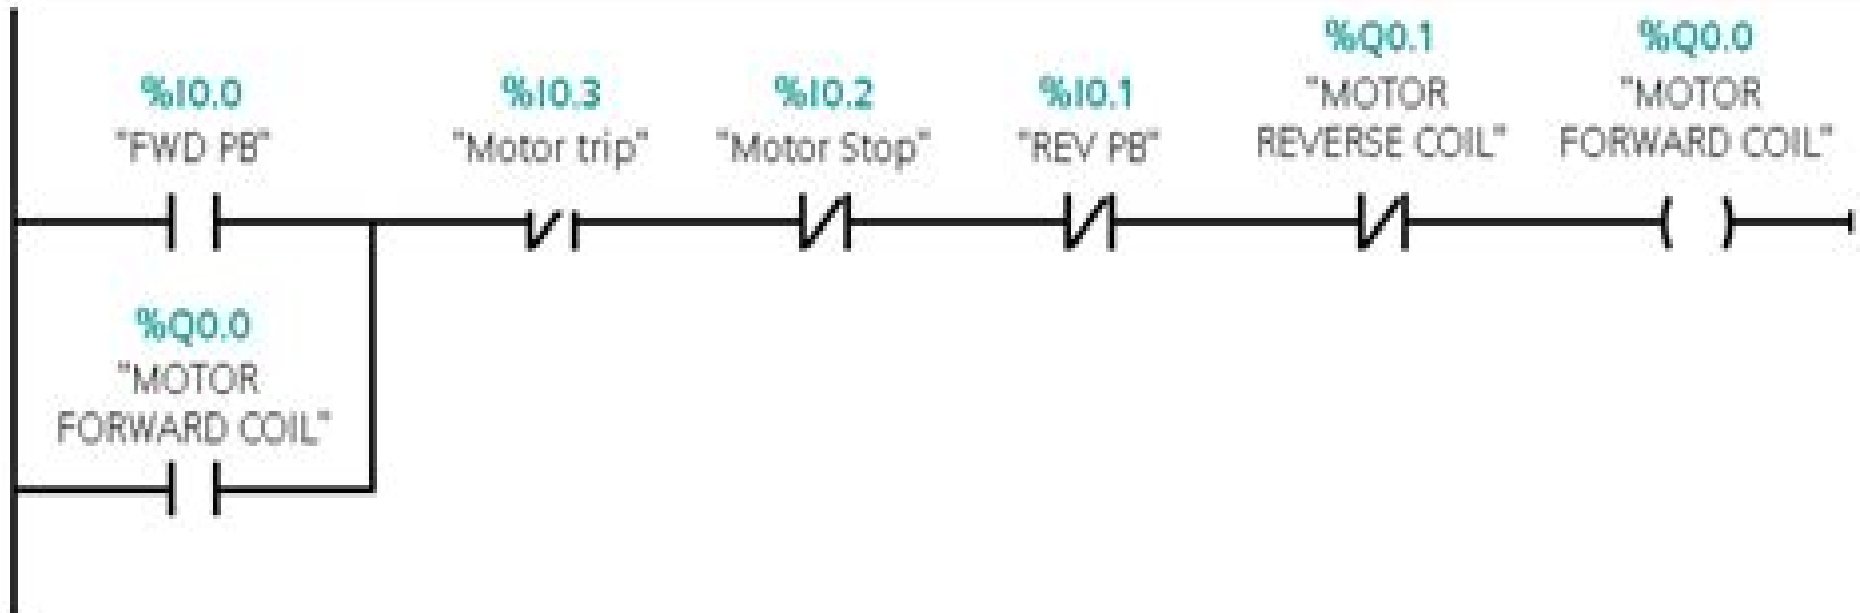 %I0.0
"FWD PB"
%I0.3
"Motor trip"
%I0.2
"Motor Stop"
%I0.1
"REV PB"
%Q0.1
"MOTOR
REVERSE COIL"
%Q0.0
"MOTOR
FORWARD COIL"
%Q0.0
"MOTOR
FORWARD COIL"